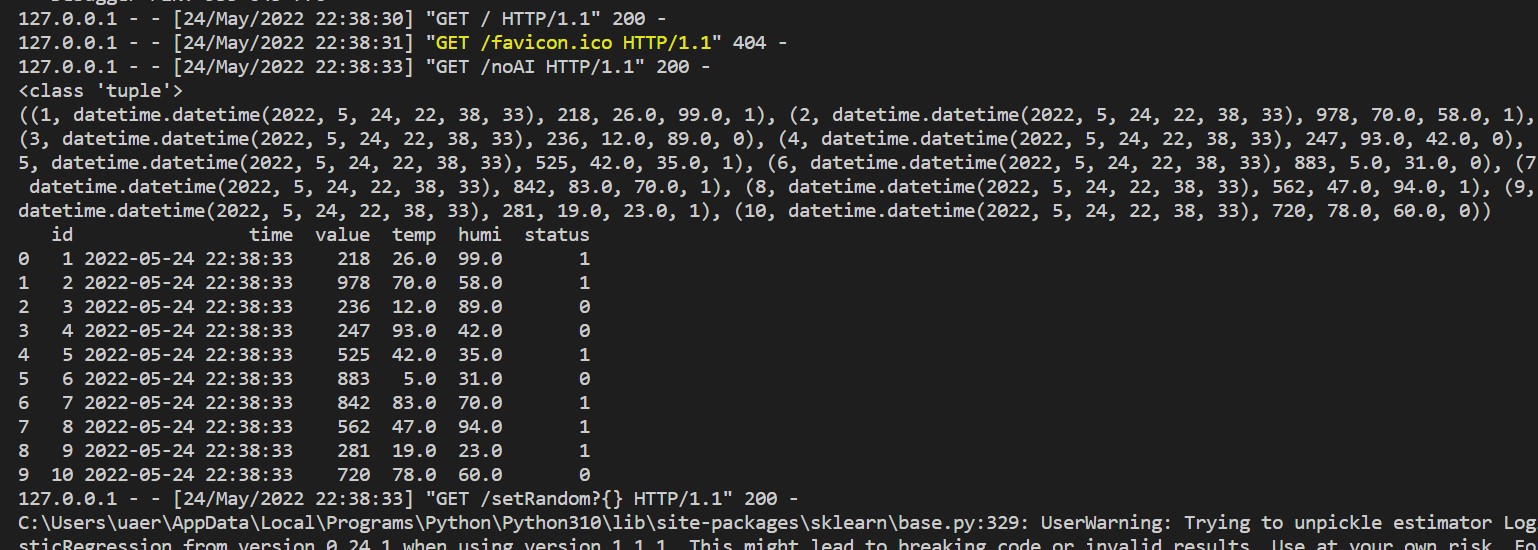 127.0.0.1 - - [24/May/2022 22:38:30] "GET / HTTP/1.1" 200 -
127.0.0.1 - - [24/May/2022 22:38:31] "GET /favicon.ico HTTP/1.1" 404 -
127.0.0.1 - - [24/May/2022 22:38:33] "GET /noAI HTTP/1.1" 200 -
<class 'tuple'>
((1, datetime.datetime(2022, 5, 24, 22, 38, 33), 218, 26.0, 99.0, 1), (2, datetime.datetime(2022, 5, 24, 22, 38, 33), 978, 70.0, 58.0, 1),
(3, datetime.datetime(2022, 5, 24, 22, 38, 33), 236, 12.0, 89.0, 0), (4, datetime.datetime(2022, 5, 24, 22, 38, 33), 247, 93.0, 42.0, 0),
5, datetime.datetime(2022, 5, 24, 22, 38, 33), 525, 42.0, 35.0, 1), (6, datetime.datetime(2022, 5, 24, 22, 38, 33), 883, 5.0, 31.0, 0), (7
datetime.datetime(2022, 5, 24, 22, 38, 33), 842, 83.0, 70.0, 1), (8, datetime.datetime(2022, 5, 24, 22, 38, 33), 562, 47.0, 94.0, 1), (9,
datetime.datetime(2022, 5, 24, 22, 38, 33), 281, 19.0, 23.0, 1), (10, datetime.datetime(2022, 5, 24, 22, 38, 33), 720, 78.0, 60.0, 0))
id time value temp humi status
0 1 2022-05-24 22:38:33 218 26.0 99.0 1
1 2 2022-05-24 22:38:33 978 70.0 58.0 1
2 3 2022-05-24 22:38:33 236 12.0 89.0 0
3 4 2022-05-24 22:38:33 247 93.0 42.0 0
4 5 2022-05-24 22:38:33 525 42.0 35.0 1
5 6 2022-05-24 22:38:33 883 5.0 31.0 0
6 7 2022-05-24 22:38:33 842 83.0 70.0 1
7 8 2022-05-24 22:38:33 562 47.0 94.0 1
8 9 2022-05-24 22:38:33 281 19.0 23.0 1
9 10 2022-05-24 22:38:33 720 78.0 60.0 0
127.0.0.1 - - [24/May/2022 22:38:33] "GET /setRandom?{} HTTP/1.1" 200 -
C:\Users\uaer\AppData\Local\Programs\Python\Python310\lib\site-packages\sklearn\base.py:329: UserWarning: Trying to unpickle estimator Log
sticRegression from version 0.24.1 when using version 1.1.1. This might lead to breaking code or invalid results. Use at your own risk.